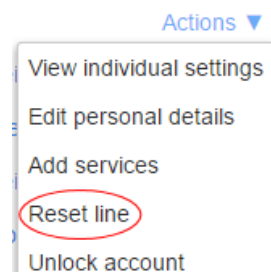 Actions ▼
View individual settings
Edit personal details
Add services
Reset line
Unlock account